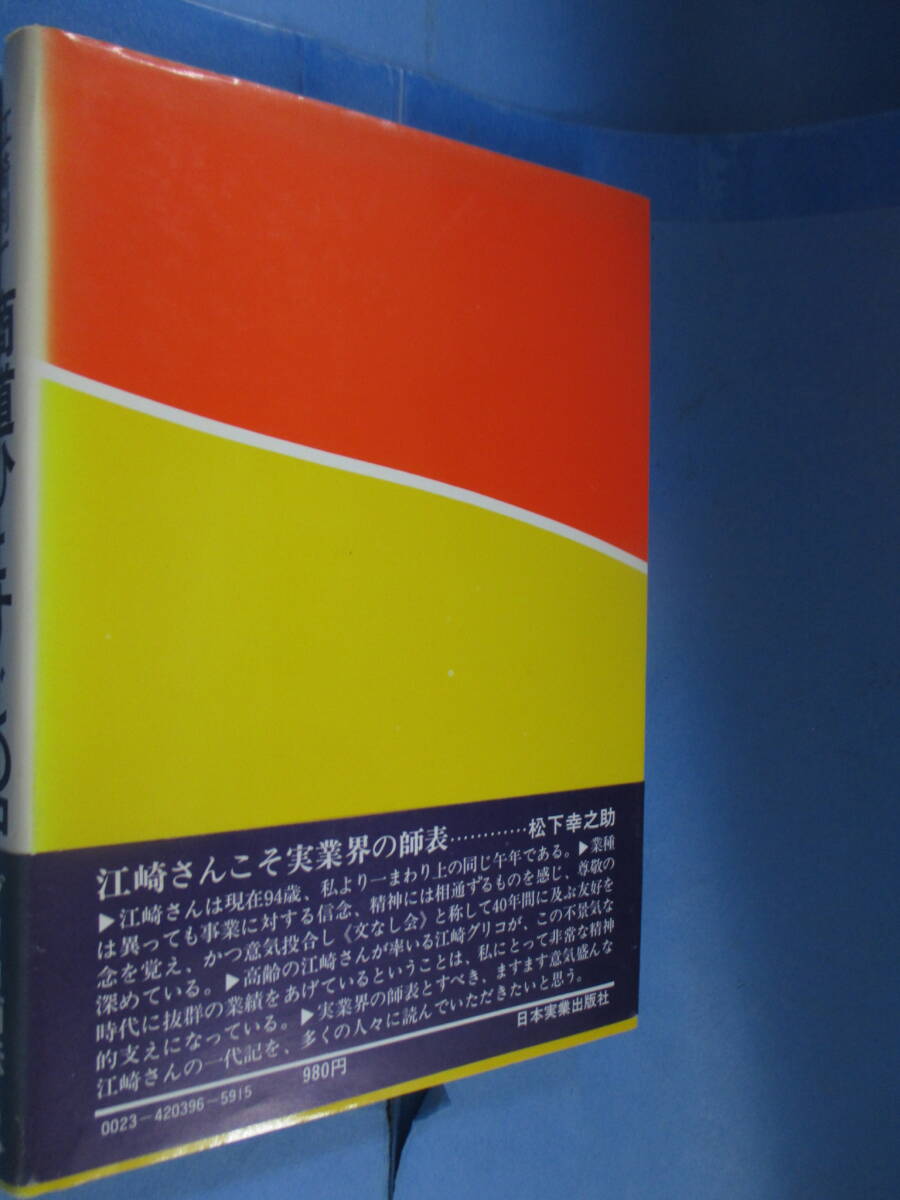 江崎さんこそ実業界の師表…………松下幸之助
▶江崎さんは現在94歳、私より一まわり上の同じ午年である。▶業種
は異っても事業に対する信念、精神には相通ずるものを感じ、尊敬の
念を覚え、かつ意気投合し《文なし会》と称して40年間に及ぶ友好を
深めている。▶高齢の江崎さんが率いる江崎グリコが、この不景気な
時代に抜群の業績をあげているということは、私にとって非常な精神
的支えになっている。▶実業界の師表とすべき、ますます意気盛んな
江崎さんの一代記を、多くの人々に読んでいただきたいと思う。
0023-420396-5915
980円
日本実業出版社